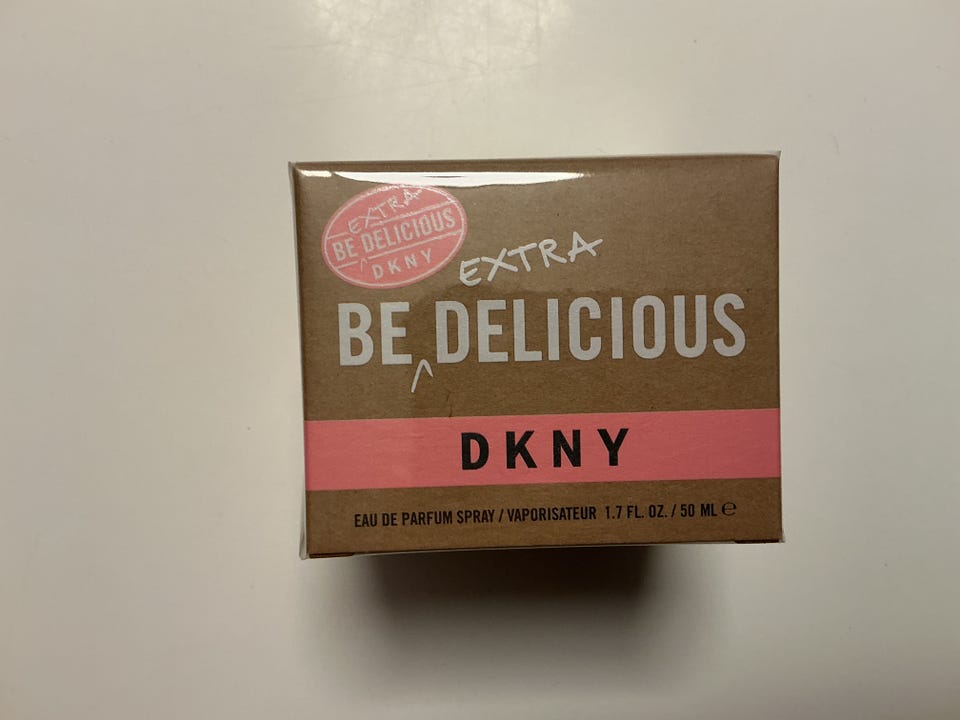 EXTRA
BE DELICIOUS
DKNY
EXTRA
BE DELICIOUS
DKNY
EAU DE PARFUM SPRAY / VAPORISATEUR 1.7 FL. OZ. / 50 ML ℮